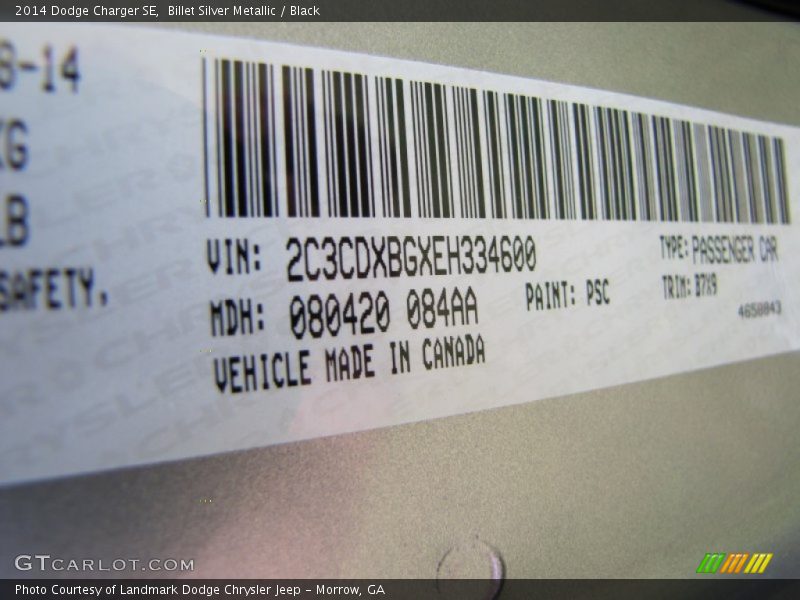 2014 Dodge Charger SE, Billet Silver Metallic / Black
8-14
KG
LB
SAFETY.
VIN: 2C3CDXBGXEH334600
TYPE: PASSENGER CAR
MDH: 080420 084AA
PAINT: PSC
TRIM: B7X9
4650843
VEHICLE MADE IN CANADA
GTCARLOT.COM
Photo Courtesy of Landmark Dodge Chrysler Jeep – Morrow, GA